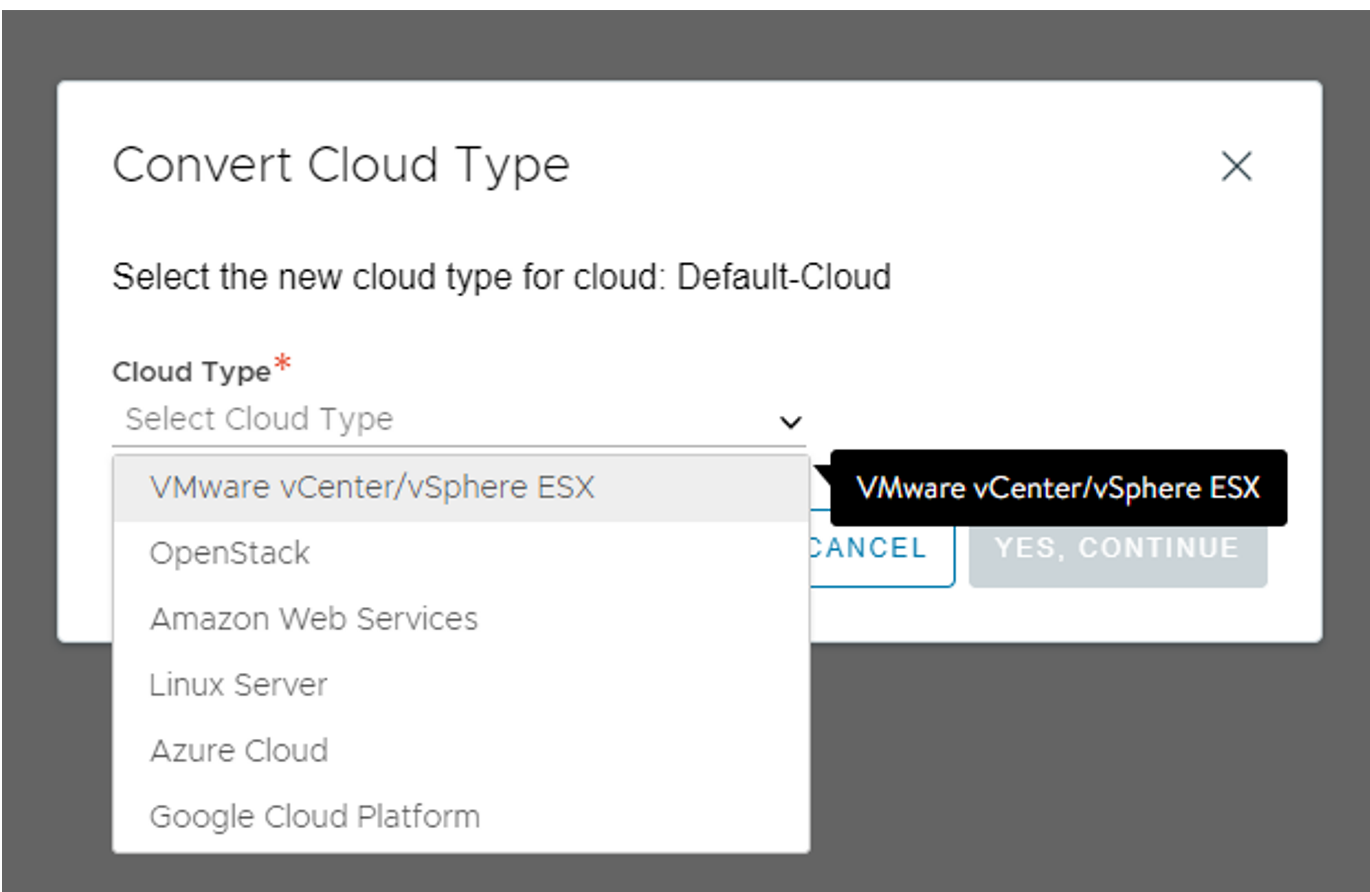 Convert Cloud Type
Select the new cloud type for cloud: Default-Cloud
Cloud Type*
Select Cloud Type
VMware vCenter/vSphere ESX
VMware vCenter/vSphere ESX
OpenStack
CANCEL
YES, CONTINUE
Amazon Web Services
Linux Server
Azure Cloud
Google Cloud Platform